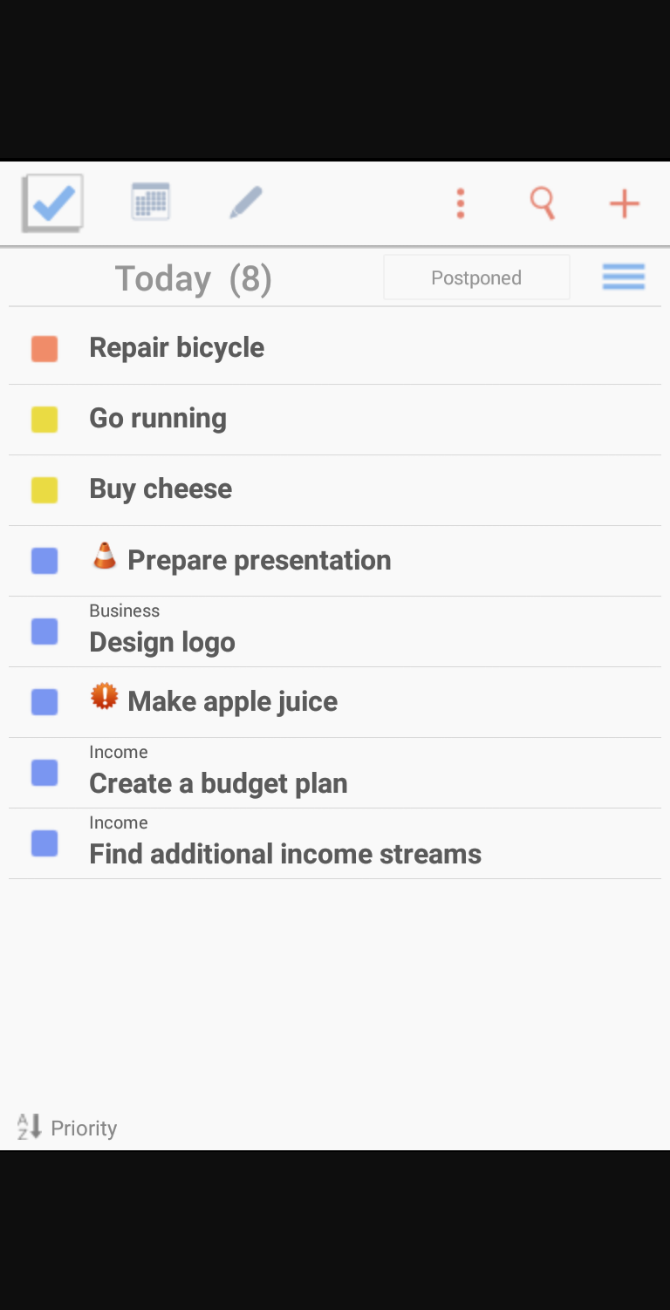 Today (8)
Postponed
Repair bicycle
Go running
Buy cheese
Prepare presentation
Business
Design logo
Make apple juice
Income
Create a budget plan
Income
Find additional income streams
A
Z
Priority